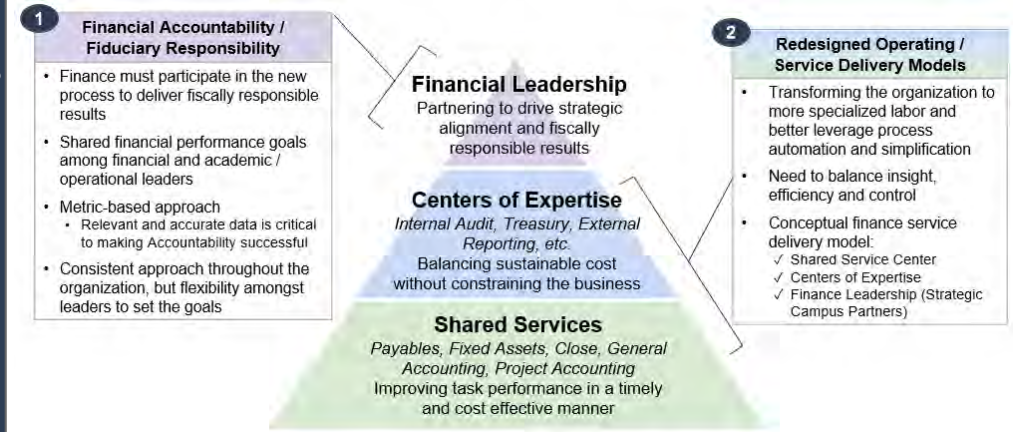 1
Financial Accountability /
Fiduciary Responsibility
• Finance must participate in the new
process to deliver fiscally responsible
results
• Shared financial performance goals
among financial and academic /
operational leaders
• Metric-based approach
• Relevant and accurate data is critical
to making Accountability successful
• Consistent approach throughout the
organization, but flexibility amongst
leaders to set the goals
Financial Leadership
Partnering to drive strategic
alignment and fiscally
responsible results
Centers of Expertise
Internal Audit, Treasury, External
Reporting, etc.
Balancing sustainable cost
without constraining the business
Shared Services
Payables, Fixed Assets, Close, General
Accounting, Project Accounting
Improving task performance in a timely
and cost effective manner
2
Redesigned Operating /
Service Delivery Models
• Transforming the organization to
more specialized labor and
better leverage process
automation and simplification
• Need to balance insight,
efficiency and control
• Conceptual finance service
delivery model:
✓ Shared Service Center
✓ Centers of Expertise
✓ Finance Leadership (Strategic
Campus Partners)